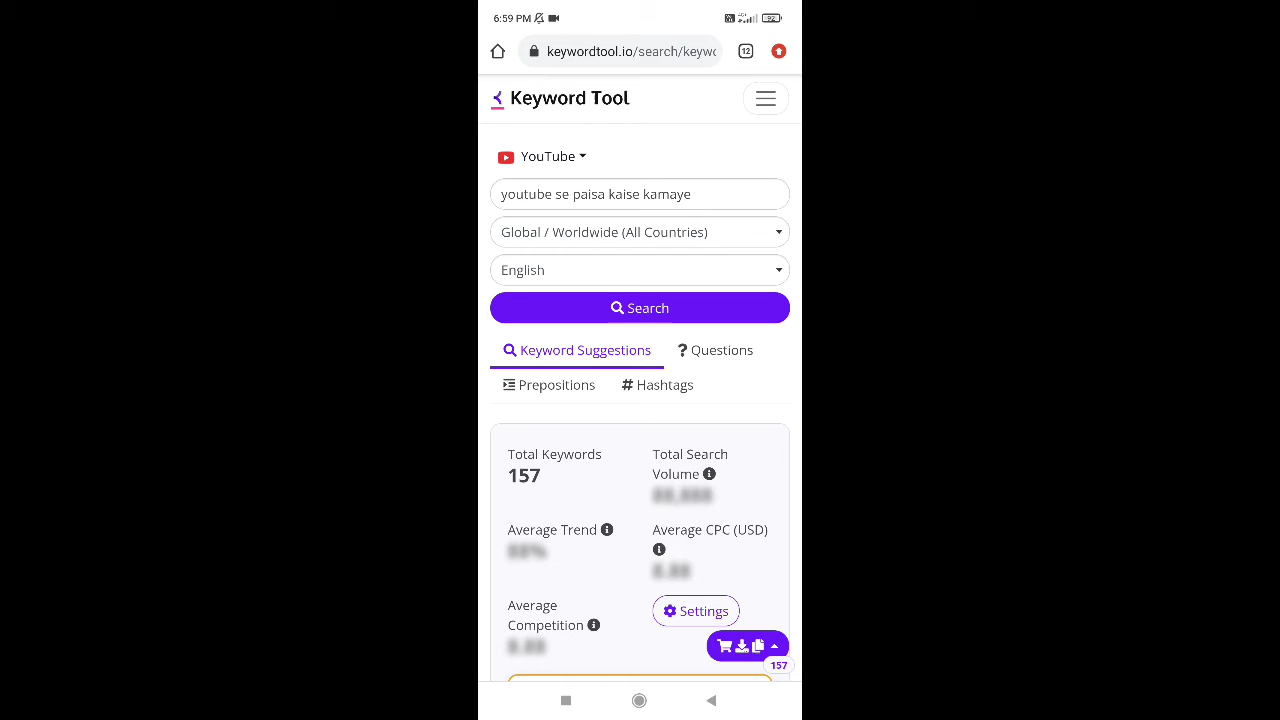 6:59 PM
4G+
92
keywordtool.io/search/keywo
12
Keyword Tool
YouTube
youtube se paisa kaise kamaye
Global / Worldwide (All Countries)
English
Search
Keyword Suggestions
? Questions
Prepositions
# Hashtags
Total Keywords
157
Total Search
Volume
Average Trend
Average CPC (USD)
Average
Competition
Settings
157